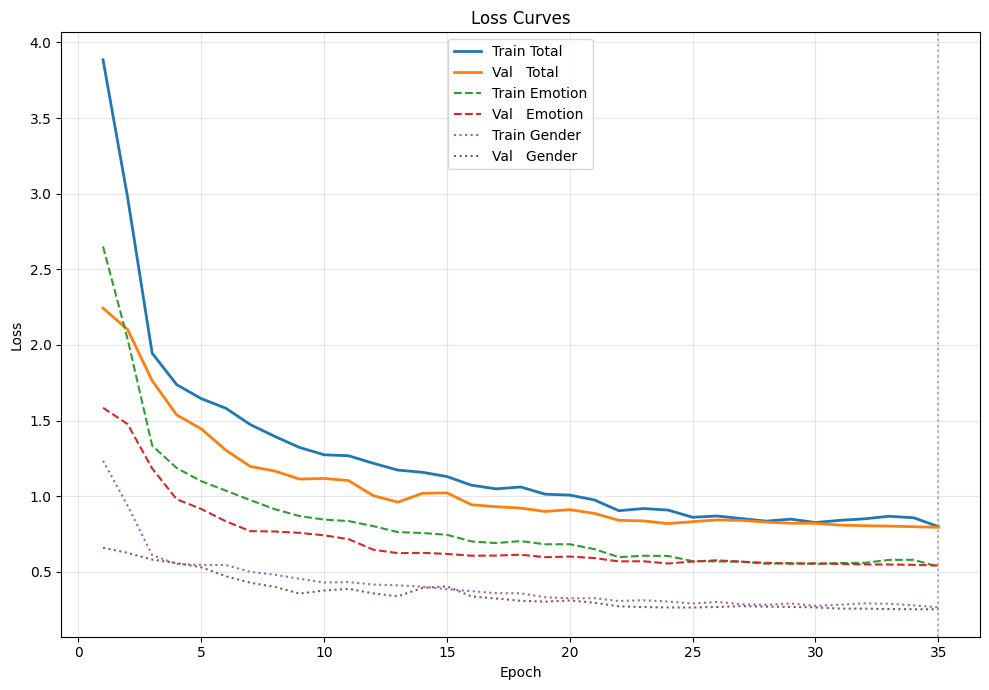 Loss Curves
4.0
3.5
3.0
2.5
2.0
1.5
1.0
0.5
Loss
Train Total
Val   Total
Train Emotion
Val   Emotion
Train Gender
Val   Gender
0 5 10 15 20 25 30 35
Epoch